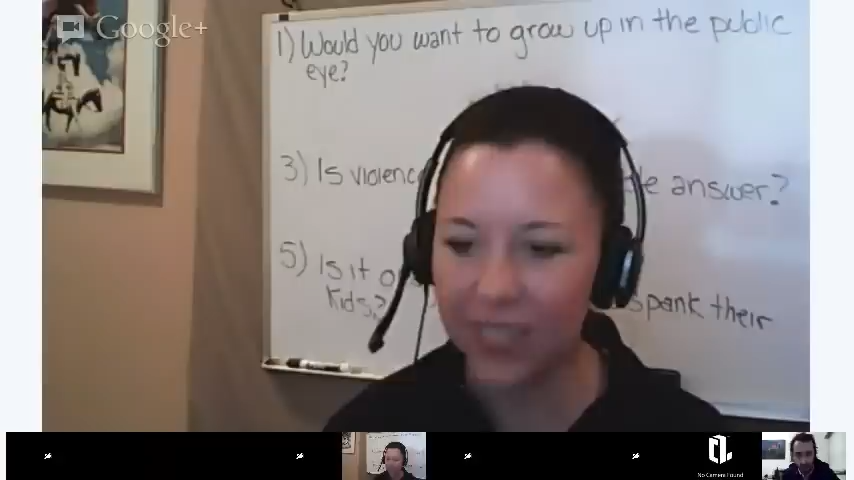 Google+
1) Would you want to grow up in the public
eye?
3) Is answer?
5) Is it
kids? spank their
No Camera Found